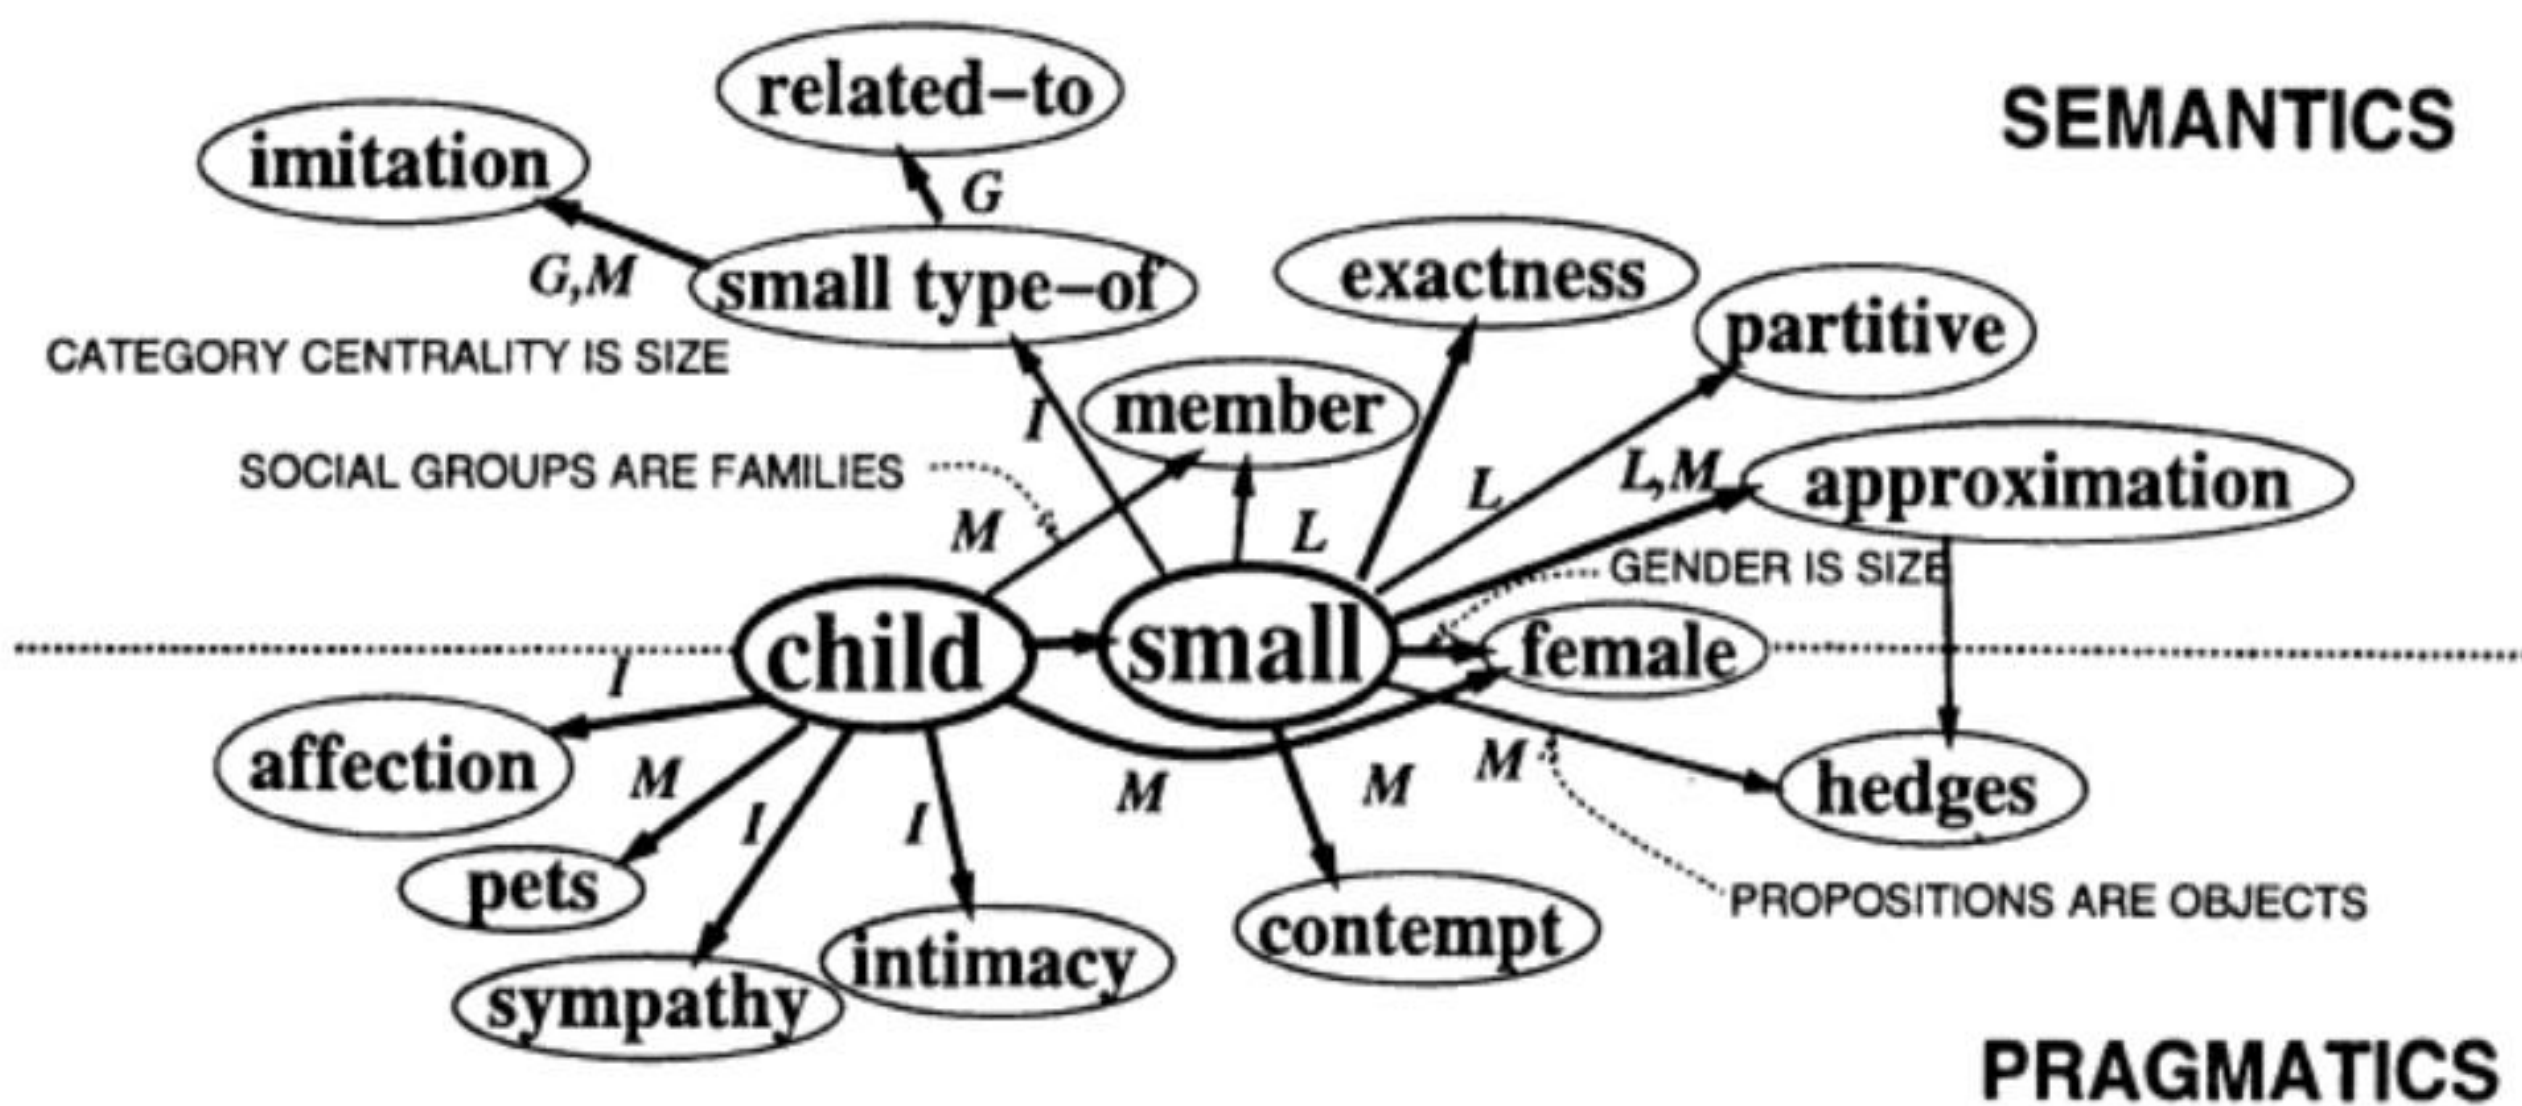 related–to
SEMANTICS
imitation
G
G,M
small type–of
exactness
partitive
CATEGORY CENTRALITY IS SIZE
member
I
SOCIAL GROUPS ARE FAMILIES
L
L,M
approximation
M
L
GENDER IS SIZE
child
small
female
I
affection
M
I
I
M
M
M
hedges
pets
PROPOSITIONS ARE OBJECTS
contempt
intimacy
sympathy
PRAGMATICS